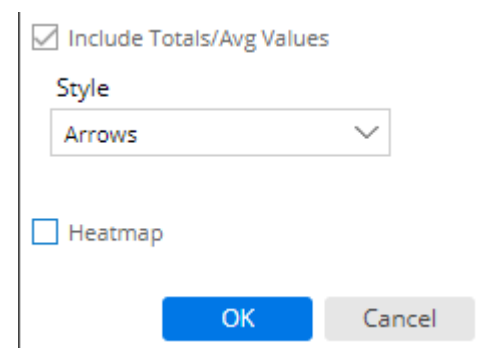 Include Totals/Avg Values
Style
Arrows
Heatmap
OK Cancel